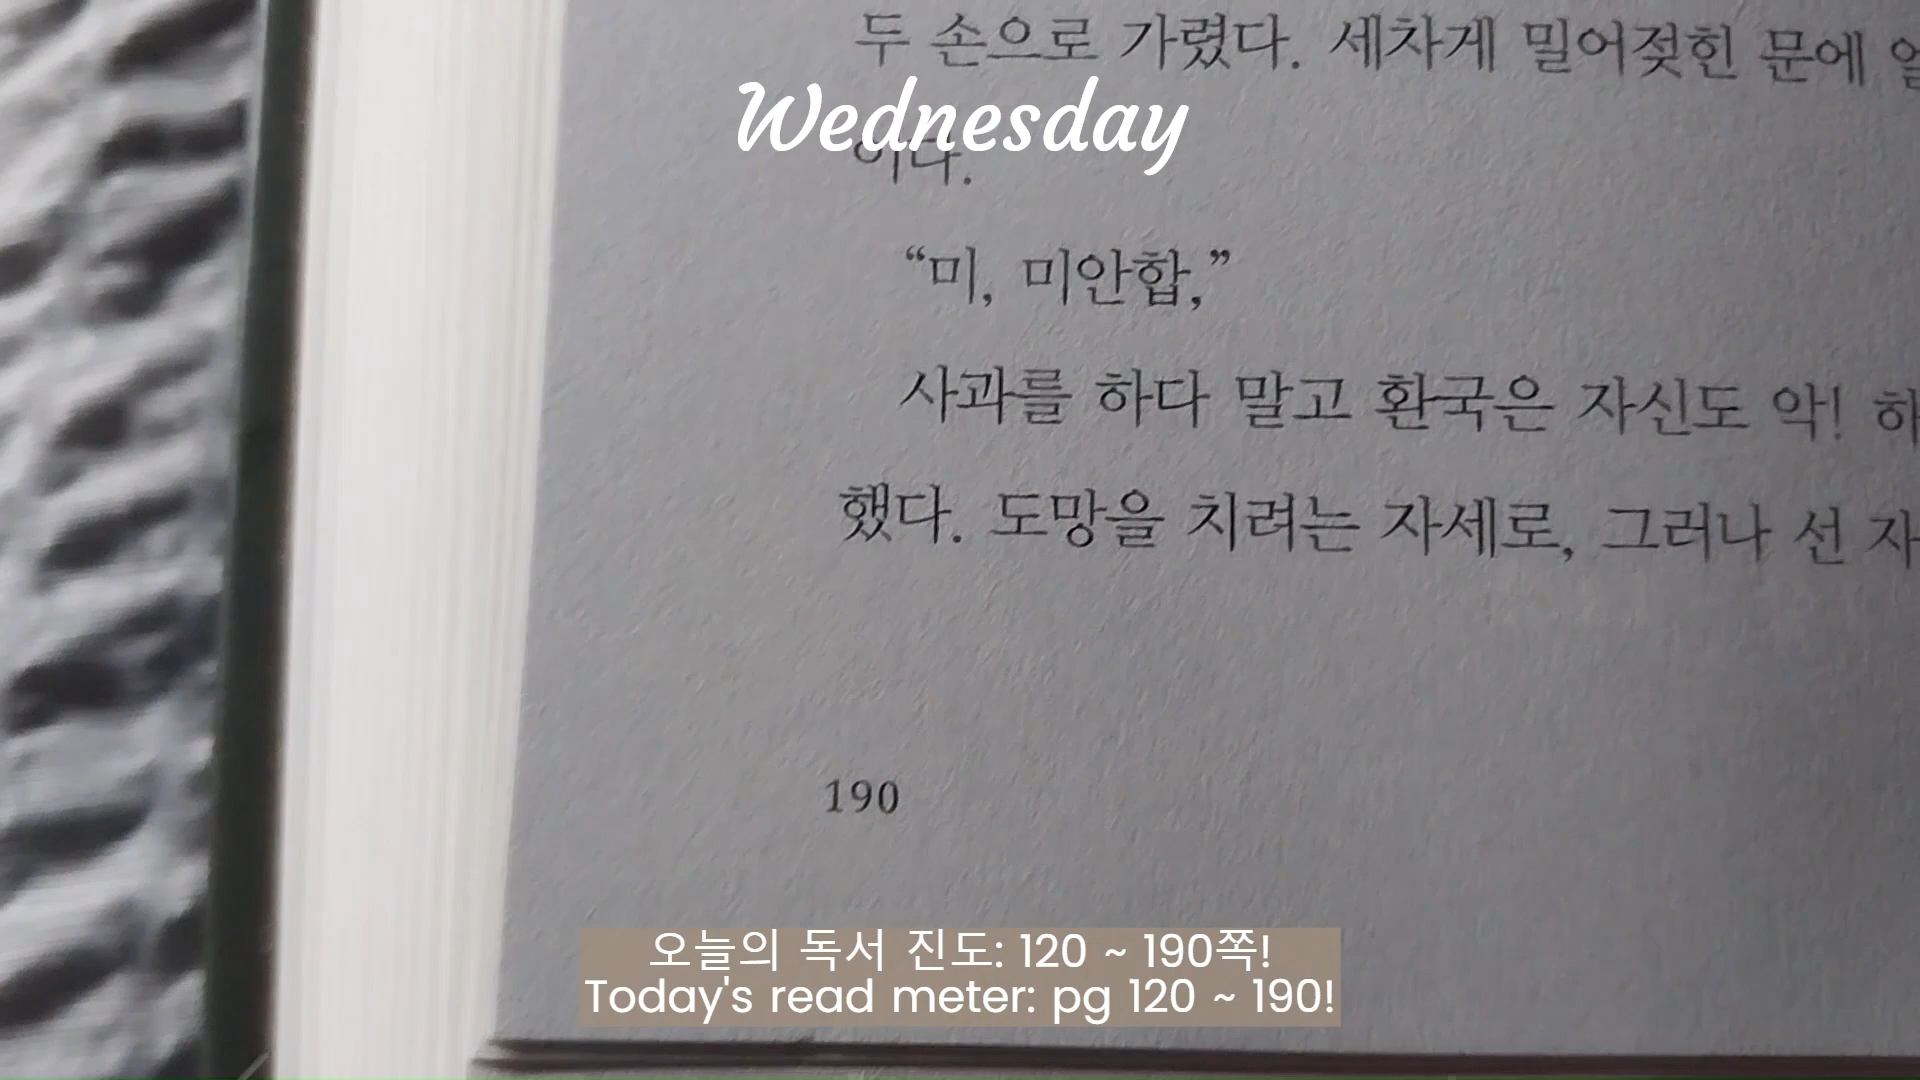 두 손으로 가렸다. 세차게 밀어젖힌 문에
Wednesday
이다.
“미, 미안합,”
사과를 하다 말고 환국은 자신도 악! 하
했다. 도망을 치려는 자세로, 그러나 선 자
190
오늘의 독서 진도: 120 ~ 190쪽!
Today's read meter: pg 120 ~ 190!